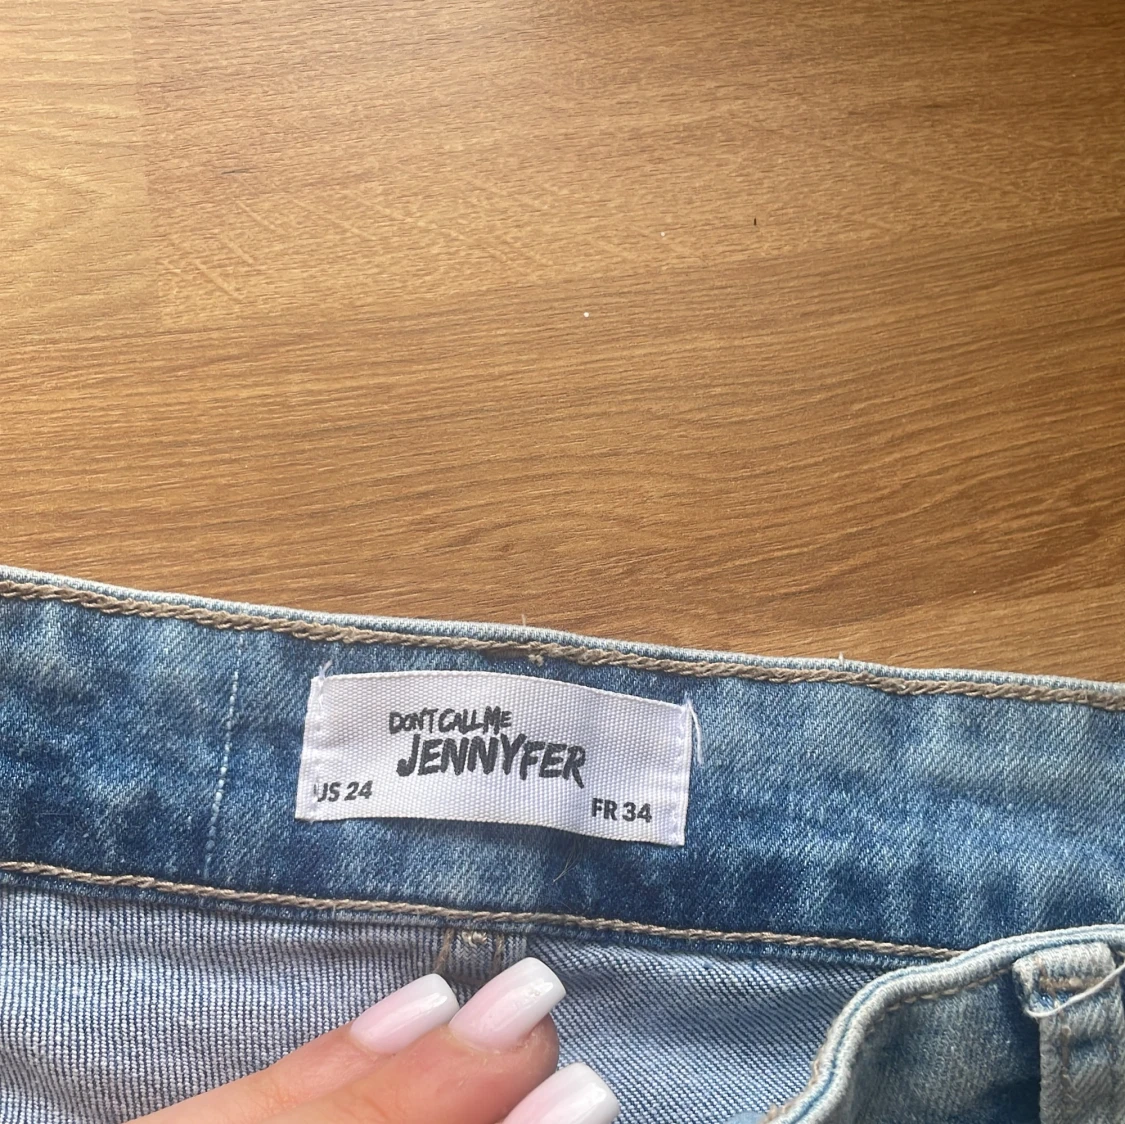 DON'T CALL ME
JENNYFER
US 24
FR 34